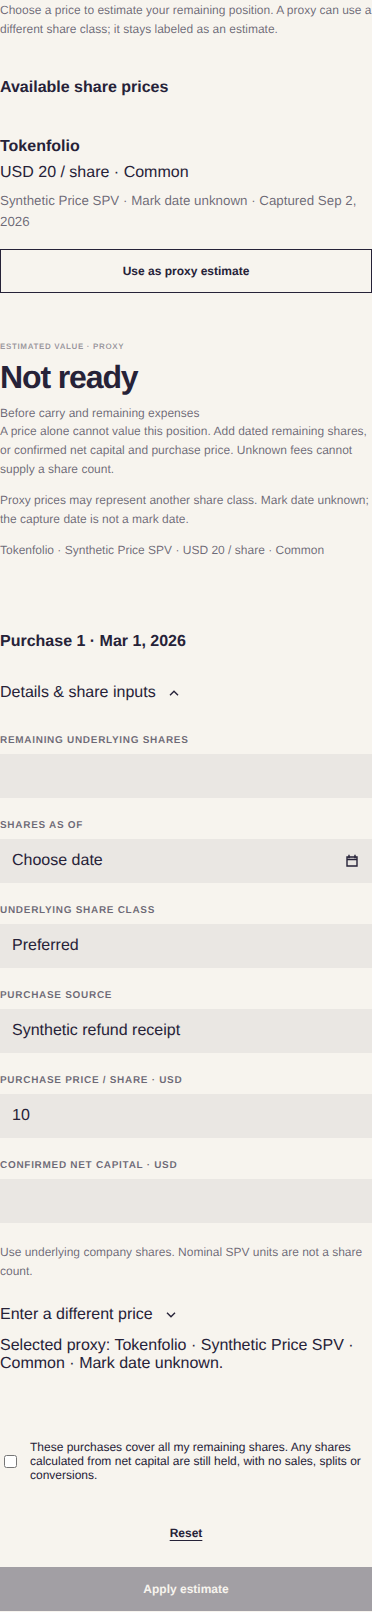 Choose a price to estimate your remaining position. A proxy can use a
different share class; it stays labeled as an estimate.
Available share prices
Tokenfolio
USD 20 / share · Common
Synthetic Price SPV · Mark date unknown · Captured Sep 2,
2026
Use as proxy estimate
ESTIMATED VALUE · PROXY
Not ready
Before carry and remaining expenses
A price alone cannot value this position. Add dated remaining shares,
or confirmed net capital and purchase price. Unknown fees cannot
supply a share count.
Proxy prices may represent another share class. Mark date unknown;
the capture date is not a mark date.
Tokenfolio · Synthetic Price SPV · USD 20 / share · Common
Purchase 1 · Mar 1, 2026
Details & share inputs
REMAINING UNDERLYING SHARES
SHARES AS OF
Choose date
UNDERLYING SHARE CLASS
Preferred
PURCHASE SOURCE
Synthetic refund receipt
PURCHASE PRICE / SHARE · USD
10
CONFIRMED NET CAPITAL · USD
Use underlying company shares. Nominal SPV units are not a share
count.
Enter a different price
Selected proxy: Tokenfolio · Synthetic Price SPV ·
Common · Mark date unknown.
These purchases cover all my remaining shares. Any shares
calculated from net capital are still held, with no sales, splits or
conversions.
Reset
Apply estimate